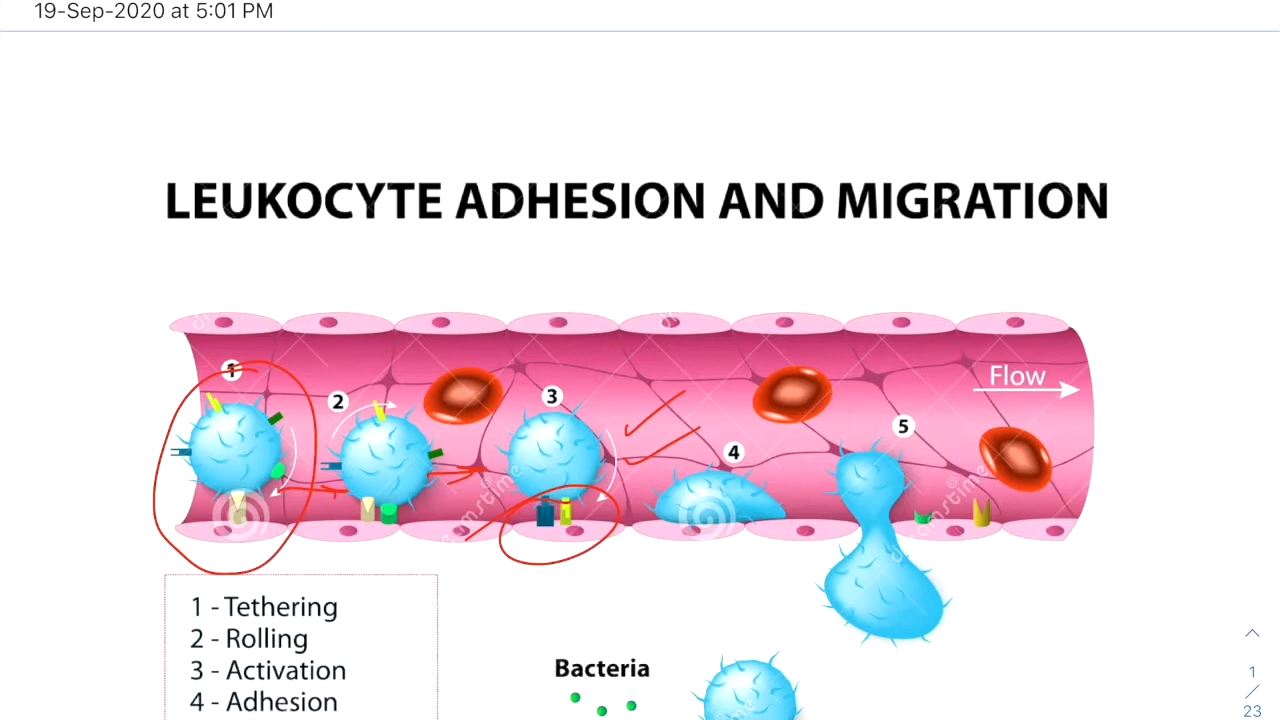 19-Sep-2020 at 5:01 PM
LEUKOCYTE ADHESION AND MIGRATION
1
2
3
4
5
Flow
1 - Tethering
2 - Rolling
3 - Activation
4 - Adhesion
Bacteria
1
/
23